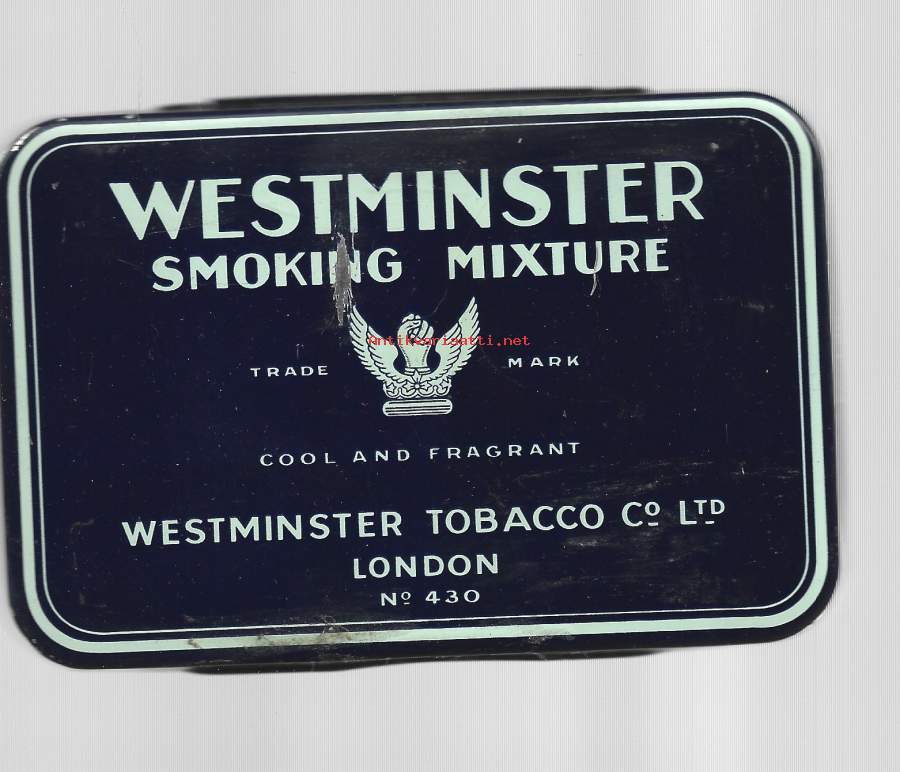 WESTMINSTER
SMOKING MIXTURE
Antikvariaatti.net
TRADE MARK
COOL AND FRAGRANT
WESTMINSTER TOBACCO Cº LTD
LONDON
Nº 430